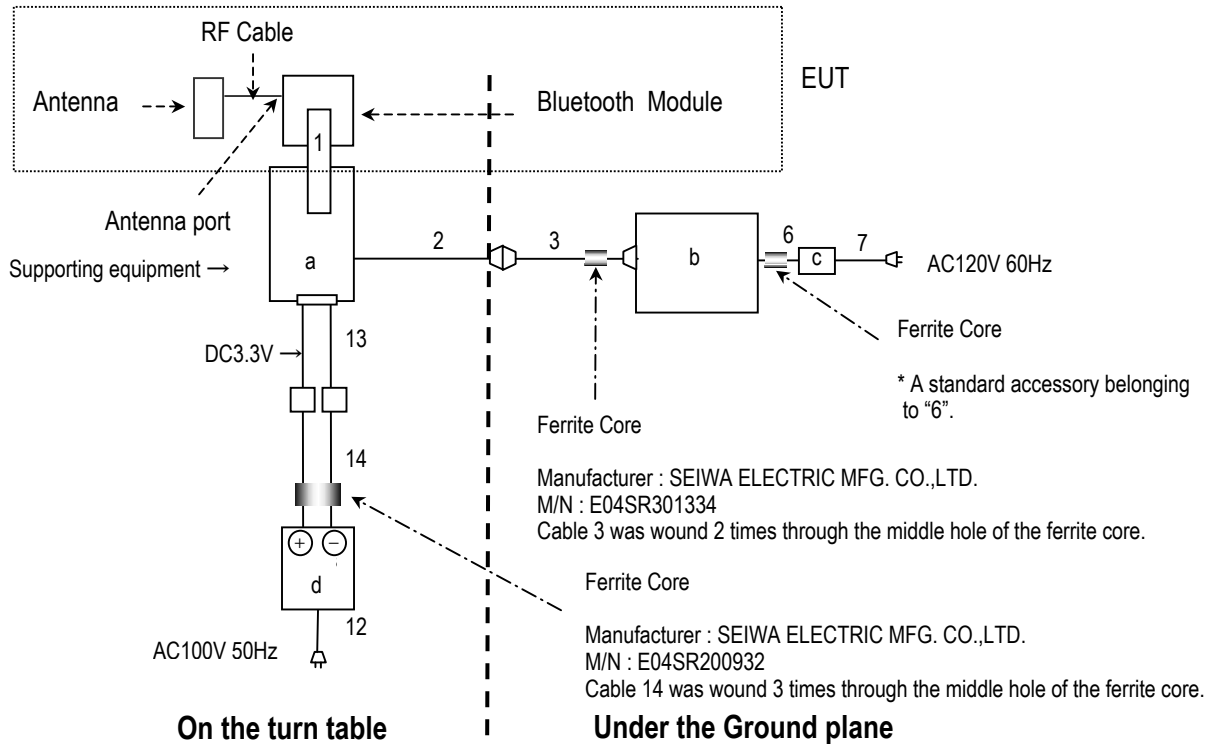 RF Cable
EUT
Antenna
Bluetooth Module
1
Antenna port
Supporting equipment →
a
2
3
b
6
c
7
AC120V 60Hz
Ferrite Core
* A standard accessory belonging
to “6”.
DC3.3V →
13
14
Ferrite Core
Manufacturer : SEIWA ELECTRIC MFG. CO.,LTD.
M/N : E04SR301334
Cable 3 was wound 2 times through the middle hole of the ferrite core.
+ −
d
12
AC100V 50Hz
Ferrite Core
Manufacturer : SEIWA ELECTRIC MFG. CO.,LTD.
M/N : E04SR200932
Cable 14 was wound 3 times through the middle hole of the ferrite core.
On the turn table
Under the Ground plane